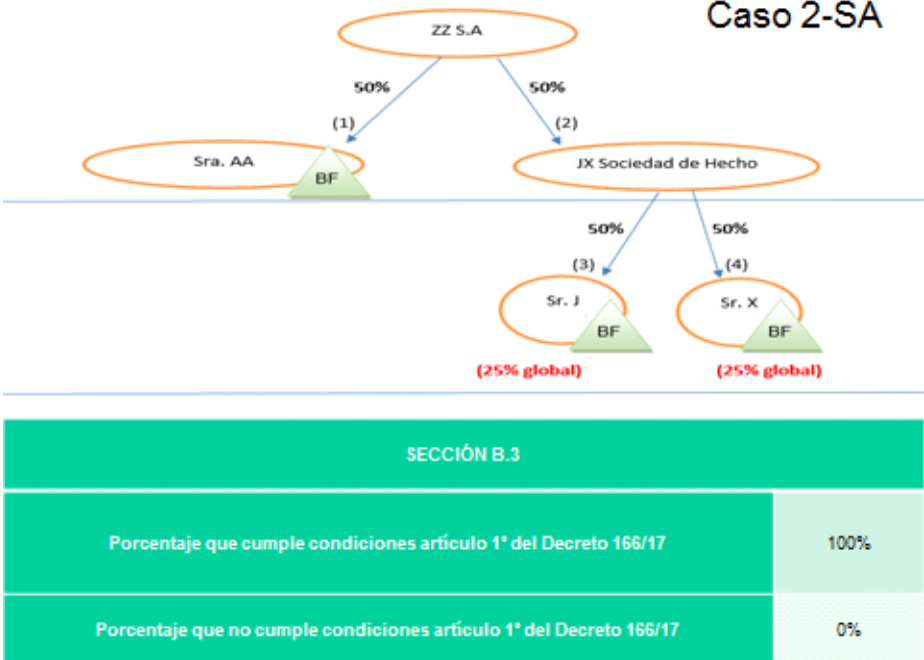 Caso 2-SA
ZZ S.A
50%
50%
(1)
(2)
Sra. AA
BF
JX Sociedad de Hecho
50%
50%
(3)
(4)
Sr. J
BF
Sr. X
BF
(25% global)
(25% global)
SECCIÓN B.3
Porcentaje que cumple condiciones artículo 1° del Decreto 166/17
100%
Porcentaje que no cumple condiciones artículo 1° del Decreto 166/17
0%